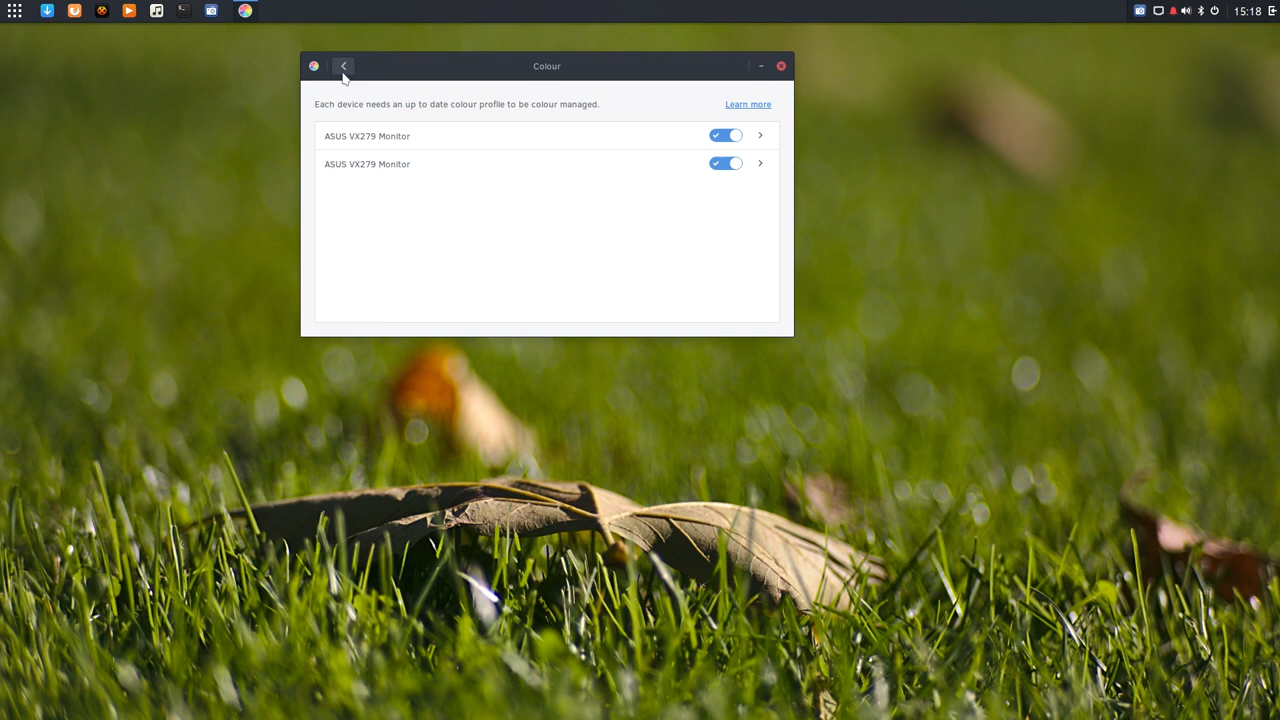 15:18
Colour
Each device needs an up to date colour profile to be colour managed. Learn more
ASUS VX279 Monitor
ASUS VX279 Monitor